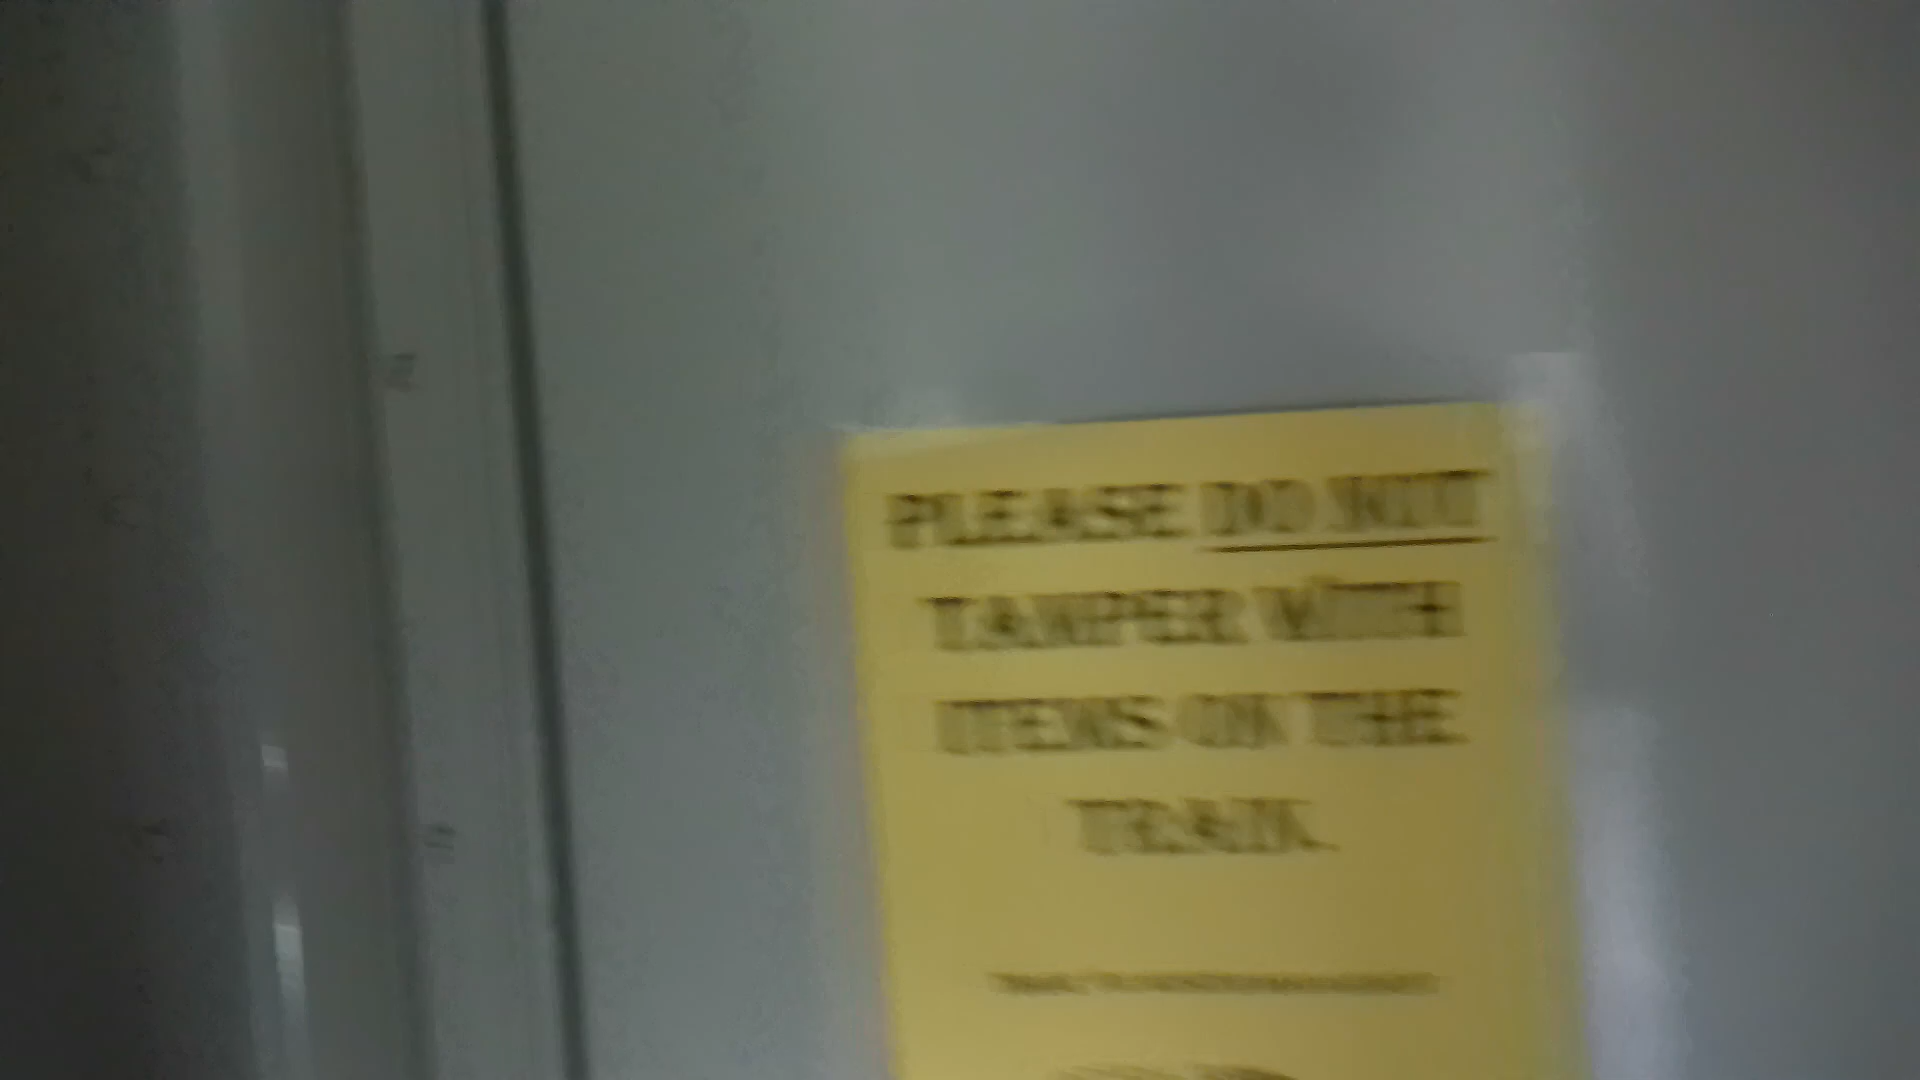 PLEASE DO NOT
TAMPER WITH
ITEMS ON THE
TRAIN.